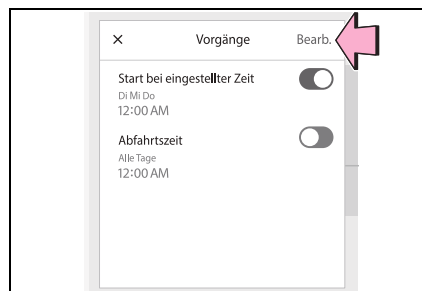 × Vorgänge Bearb.
Start bei eingestellter Zeit
Di Mi Do
12:00 AM
Abfahrtszeit
Alle Tage
12:00 AM